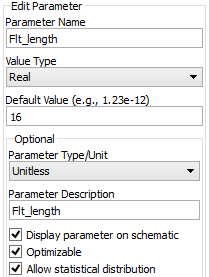 Edit Parameter
Parameter Name
Flt_length
Value Type
Real
Default Value (e.g., 1.23e-12)
16
Optional
Parameter Type/Unit
Unitless
Parameter Description
Flt_length
Display parameter on schematic
Optimizable
Allow statistical distribution